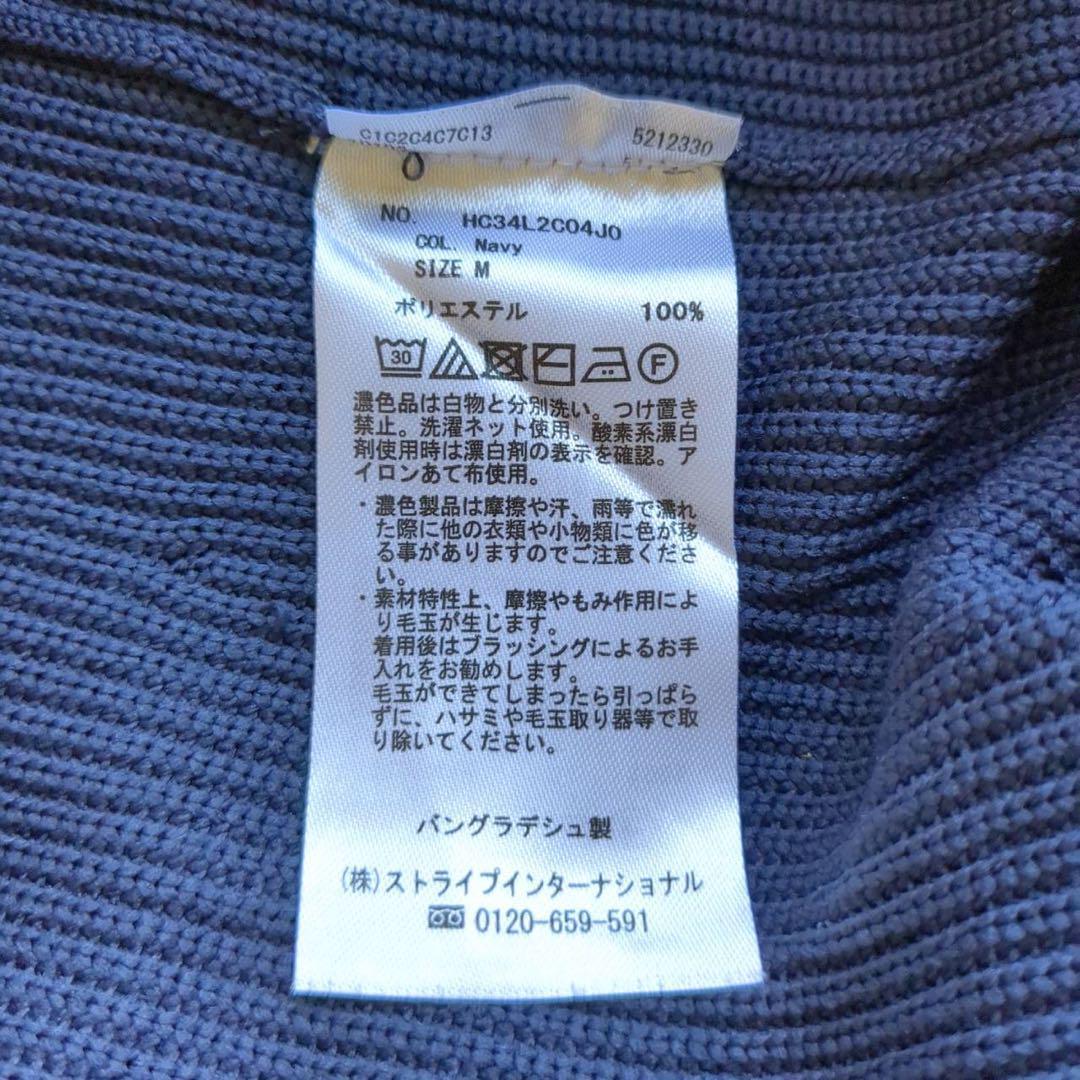 G1C2C4C7C13 5212330
NO. HC34L2C04J0
COL. Navy
SIZE M
ポリエステル 100%
30
F
濃色品は白物と分別洗い。つけ置き
禁止。洗濯ネット使用。酸素系漂白
剤使用時は漂白剤の表示を確認。ア
イロンあて布使用。
・濃色製品は摩擦や汗、雨等で濡れ
た際に他の衣類や小物類に色が移
る事がありますのでご注意くださ
い。
・素材特性上、摩擦やもみ作用によ
り毛玉が生じます。
着用後はブラッシングによるお手
入れをお勧めします。
毛玉ができてしまったら引っぱら
ずに、ハサミや毛玉取り器等で取
り除いてください。
バングラデシュ製
(株)ストライプインターナショナル
0120-659-591